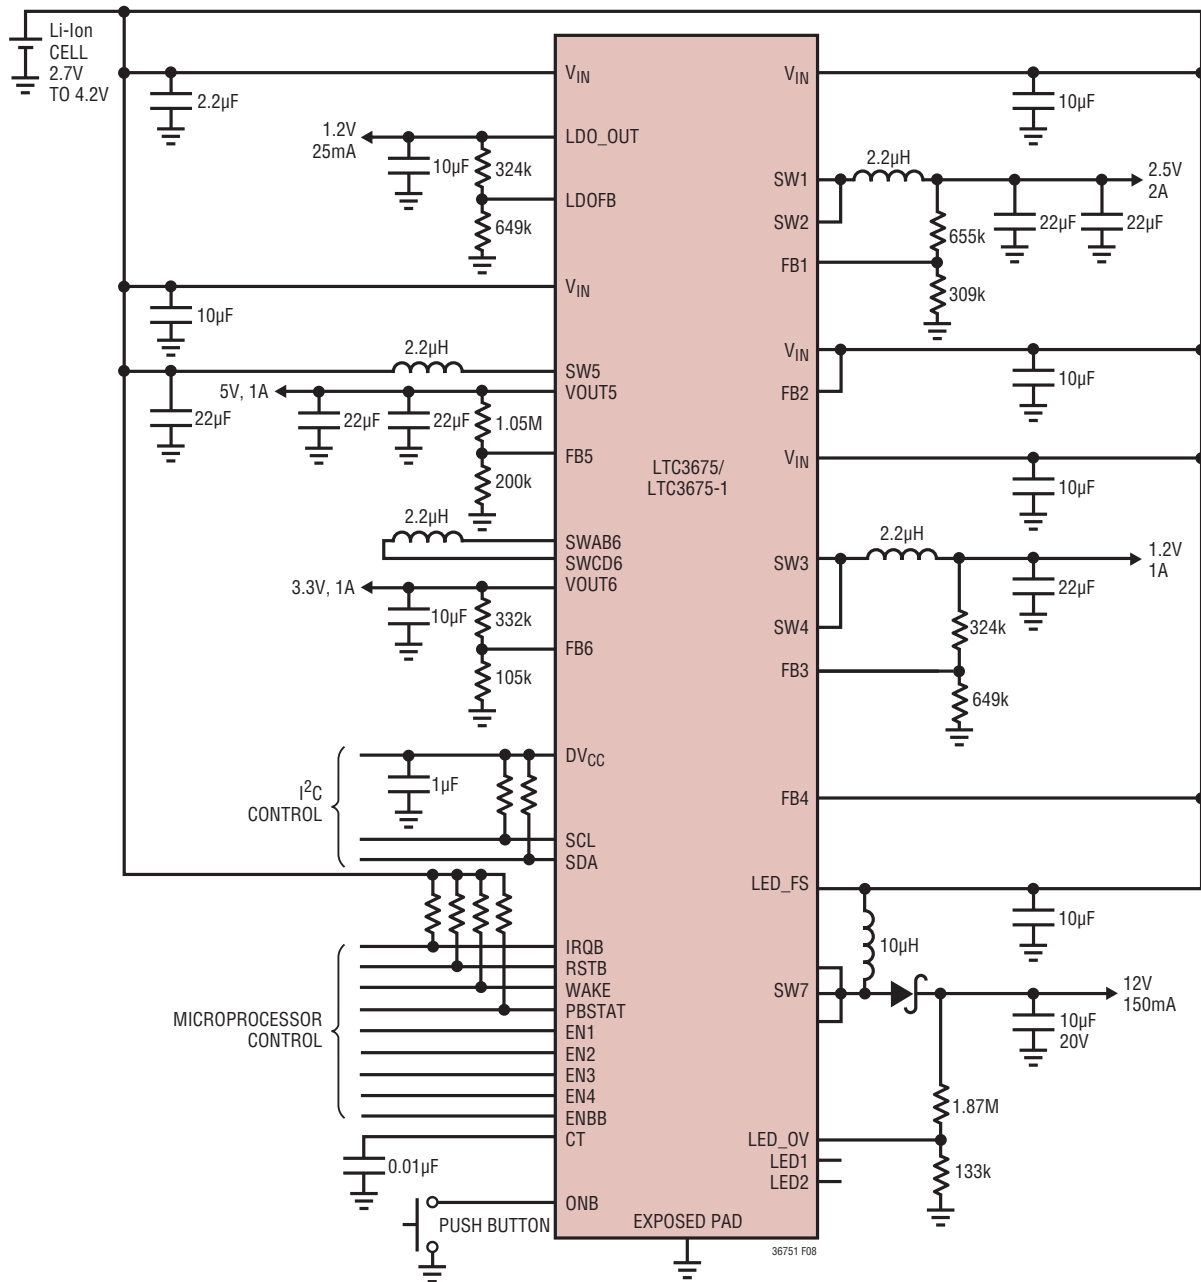 Li-Ion
CELL
2.7V
TO 4.2V
2.2µF
1.2V
25mA
10µF
324k
649k
10µF
2.2µH
22µF
5V, 1A
22µF
22µF
1.05M
200k
2.2µH
3.3V, 1A
10µF
332k
105k
I²C
CONTROL
1µF
MICROPROCESSOR
CONTROL
0.01µF
PUSH BUTTON
VIN
LDO_OUT
LDOFB
VIN
SW5
VOUT5
FB5
SWAB6
SWCD6
VOUT6
FB6
DVCC
SCL
SDA
IRQB
RSTB
WAKE
PBSTAT
EN1
EN2
EN3
EN4
ENBB
CT
ONB
LTC3675/
LTC3675-1
EXPOSED PAD
VIN
SW1
SW2
FB1
VIN
FB2
VIN
SW3
SW4
FB3
FB4
LED_FS
SW7
LED_OV
LED1
LED2
10µF
2.2µH
2.5V
2A
655k
22µF
22µF
309k
10µF
10µF
2.2µH
1.2V
1A
22µF
324k
649k
10µF
10µH
12V
150mA
10µF
20V
1.87M
133k
36751 F08